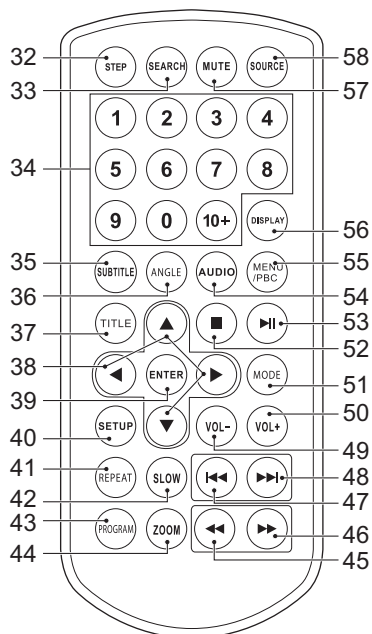 32 STEP SEARCH MUTE SOURCE 58
33 57
34 1 2 3 4
5 6 7 8
9 0 10+ DISPLAY 56
35 SUBTITLE ANGLE AUDIO MENU /PBC 55
36 54
37 TITLE 53
38 52
39 ENTER MODE 51
40 SETUP VOL- VOL+ 50
41 REPEAT SLOW 49
42 48
43 PROGRAM ZOOM 47
44 46
45